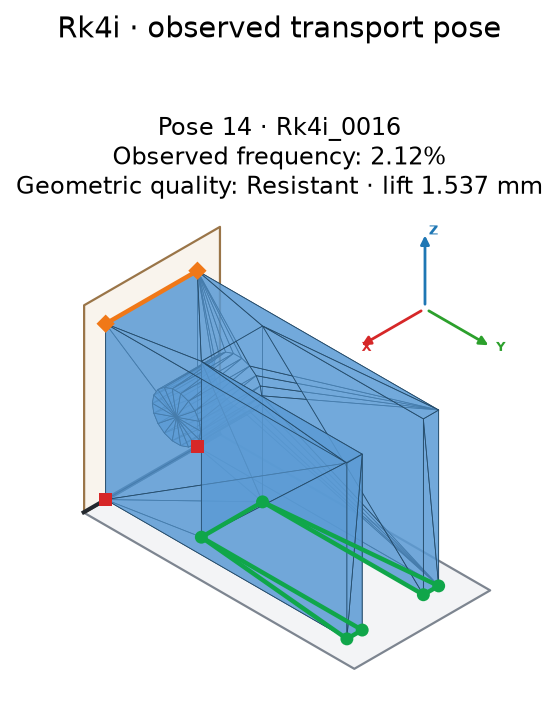 Rk4i · observed transport pose
Pose 14 · Rk4i_0016
Observed frequency: 2.12%
Geometric quality: Resistant · lift 1.537 mm
Z
X
Y